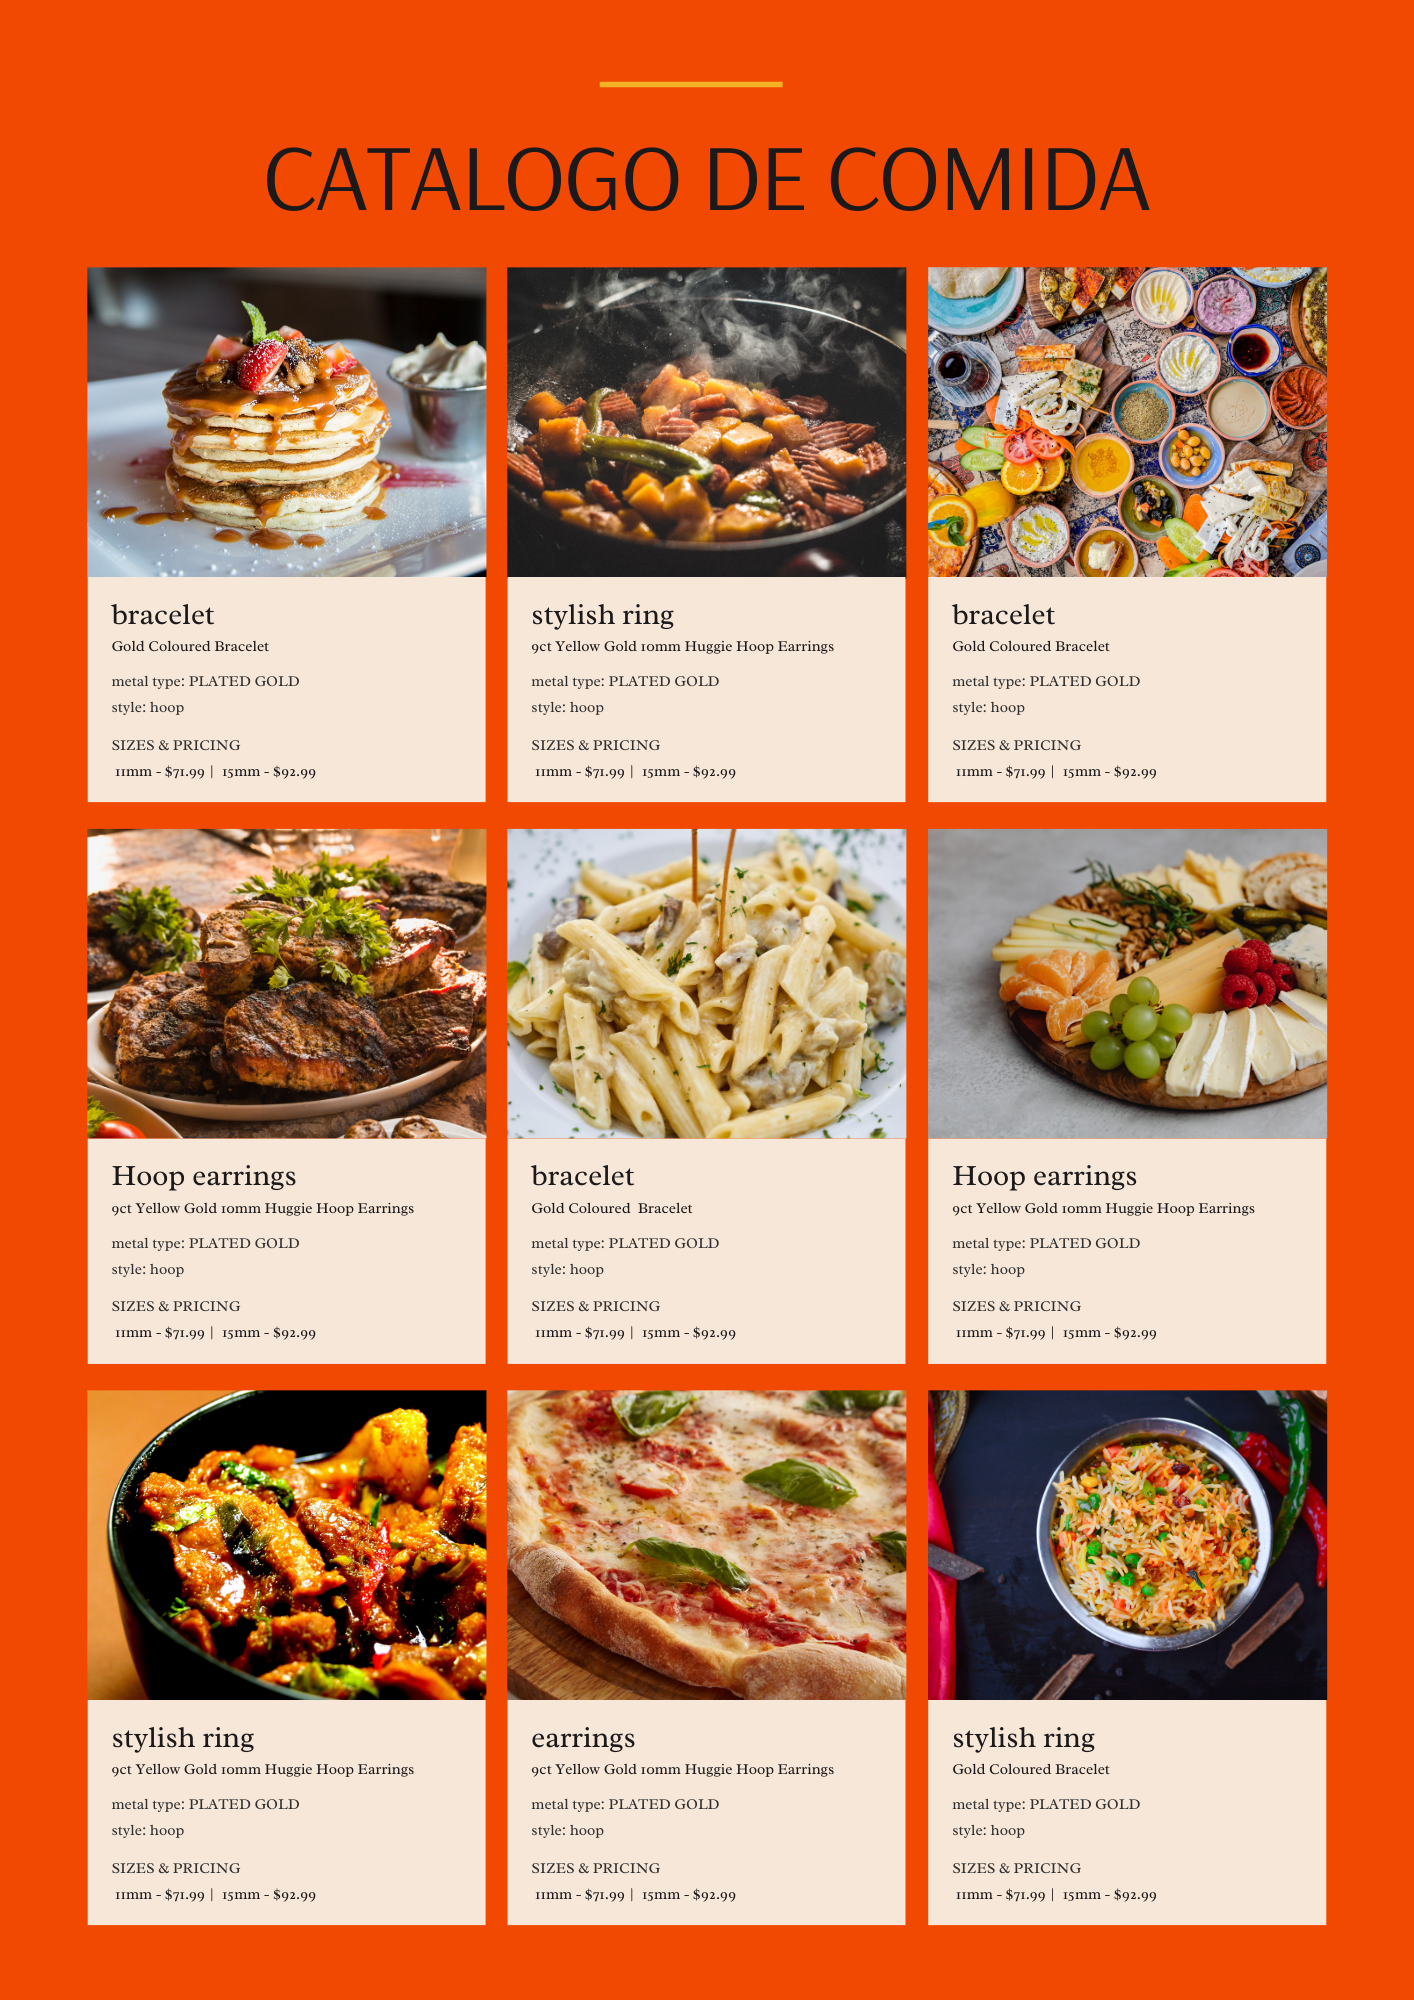 CATALOGO DE COMIDA
bracelet
Gold Coloured Bracelet
metal type: PLATED GOLD
style: hoop
SIZES & PRICING
11mm - $71.99 | 15mm - $92.99
stylish ring
9ct Yellow Gold 10mm Huggie Hoop Earrings
metal type: PLATED GOLD
style: hoop
SIZES & PRICING
11mm - $71.99 | 15mm - $92.99
bracelet
Gold Coloured Bracelet
metal type: PLATED GOLD
style: hoop
SIZES & PRICING
11mm - $71.99 | 15mm - $92.99
Hoop earrings
9ct Yellow Gold 10mm Huggie Hoop Earrings
metal type: PLATED GOLD
style: hoop
SIZES & PRICING
11mm - $71.99 | 15mm - $92.99
bracelet
Gold Coloured Bracelet
metal type: PLATED GOLD
style: hoop
SIZES & PRICING
11mm - $71.99 | 15mm - $92.99
Hoop earrings
9ct Yellow Gold 10mm Huggie Hoop Earrings
metal type: PLATED GOLD
style: hoop
SIZES & PRICING
11mm - $71.99 | 15mm - $92.99
stylish ring
9ct Yellow Gold 10mm Huggie Hoop Earrings
metal type: PLATED GOLD
style: hoop
SIZES & PRICING
11mm - $71.99 | 15mm - $92.99
earrings
9ct Yellow Gold 10mm Huggie Hoop Earrings
metal type: PLATED GOLD
style: hoop
SIZES & PRICING
11mm - $71.99 | 15mm - $92.99
stylish ring
Gold Coloured Bracelet
metal type: PLATED GOLD
style: hoop
SIZES & PRICING
11mm - $71.99 | 15mm - $92.99